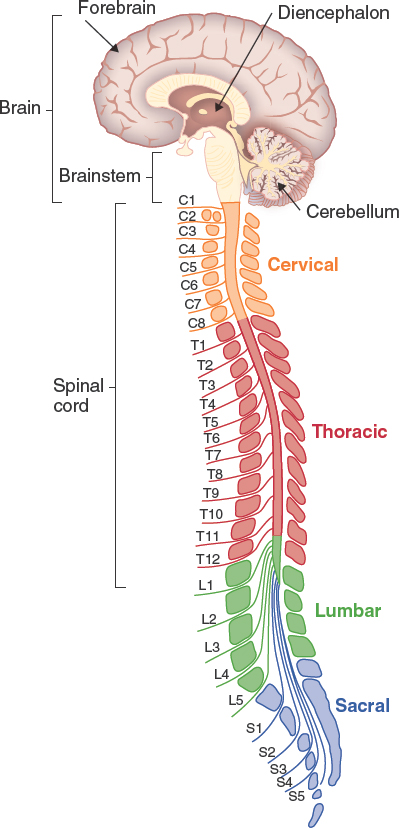 Forebrain
Diencephalon
Brain
Brainstem
Cerebellum
C1
C2
C3
C4
C5
C6
C7
C8
Cervical
T1
T2
T3
T4
T5
T6
T7
T8
T9
T10
T11
T12
Spinal
cord
Thoracic
L1
L2
L3
L4
L5
Lumbar
Sacral
S1
S2
S3
S4
S5